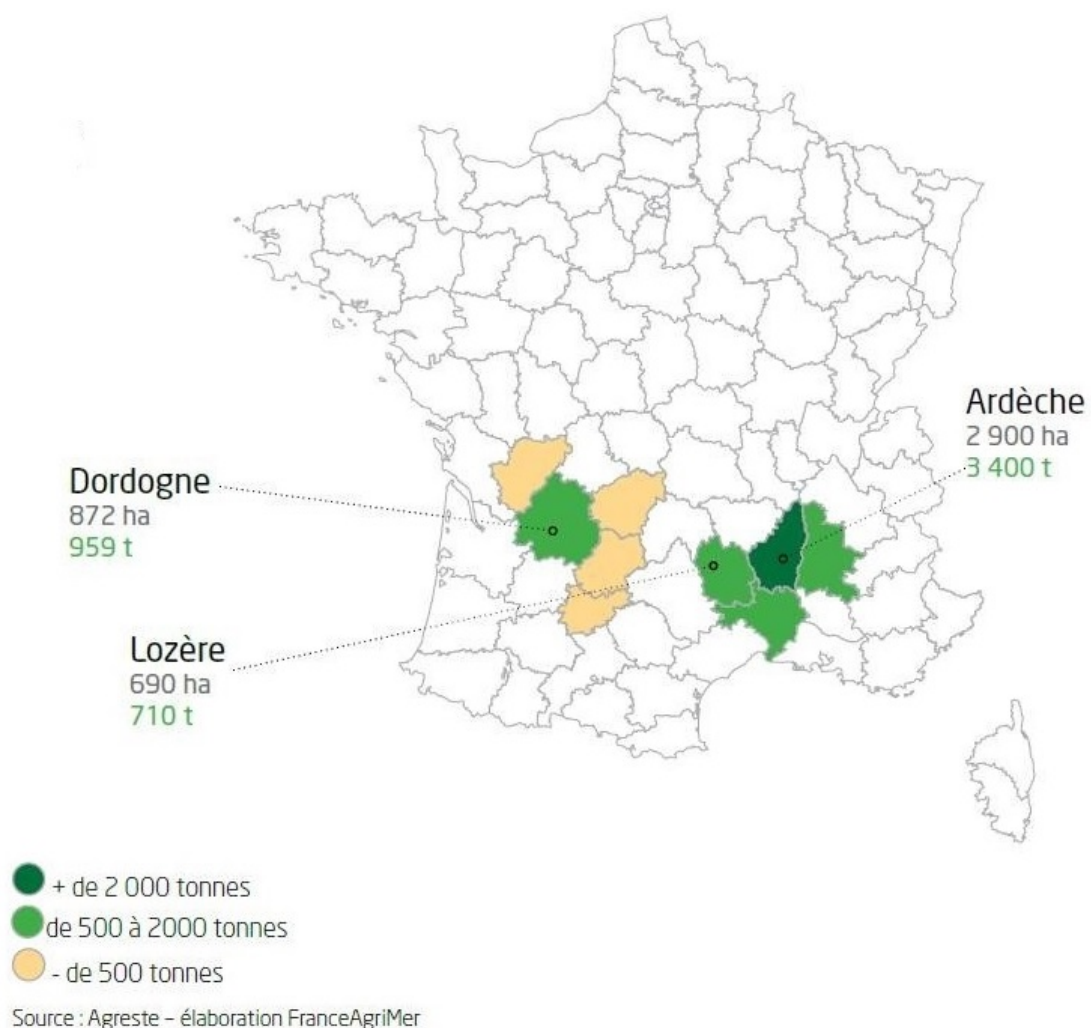 Ardèche
2 900 ha
3 400 t
Dordogne
872 ha
959 t
Lozère
690 ha
710 t
+ de 2 000 tonnes
de 500 à 2000 tonnes
- de 500 tonnes
Source : Agreste – élaboration FranceAgriMer